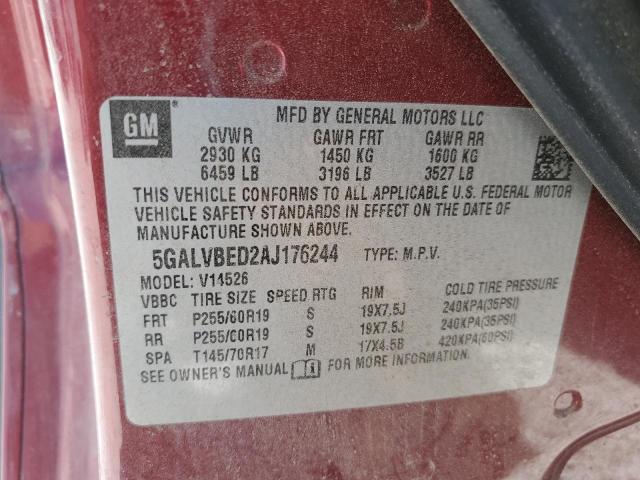 GM
MFD BY GENERAL MOTORS LLC
GVWR GAWR FRT GAWR RR
2930 KG 1450 KG 1600 KG
6459 LB 3196 LB 3527 LB
THIS VEHICLE CONFORMS TO ALL APPLICABLE U.S. FEDERAL MOTOR
VEHICLE SAFETY STANDARDS IN EFFECT ON THE DATE OF
MANUFACTURE SHOWN ABOVE.
5GALVBED2AJ176244 TYPE: M.P.V.
MODEL: V14526
VBBC TIRE SIZE SPEED RTG RIM COLD TIRE PRESSURE
FRT P255/60R19 S 19X7.5J 240KPA(35PSI)
RR P255/60R19 S 19X7.5J 240KPA(35PSI)
SPA T145/70R17 M 17X4.5B 420KPA(60PSI)
SEE OWNER'S MANUAL i FOR MORE INFORMATION.